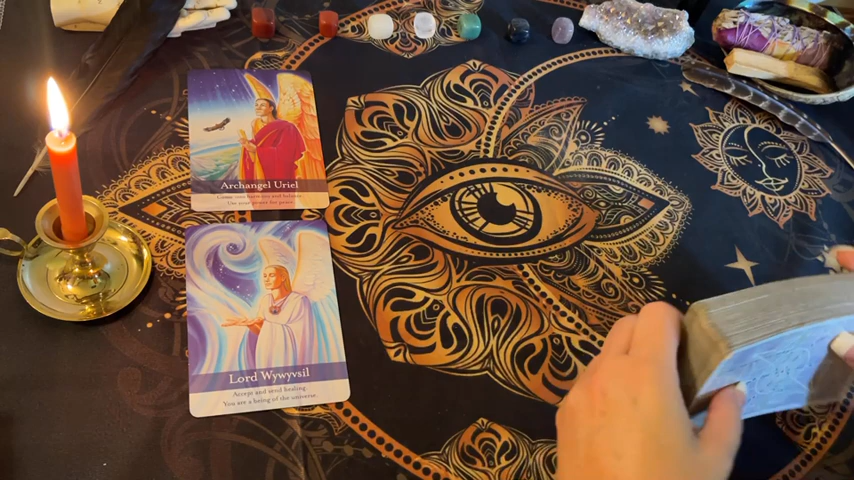 Archangel Uriel
Come into harmony and balance
Use your power for peace.
Lord Wywyvsil
Accept and send healing
You are a being of the universe.